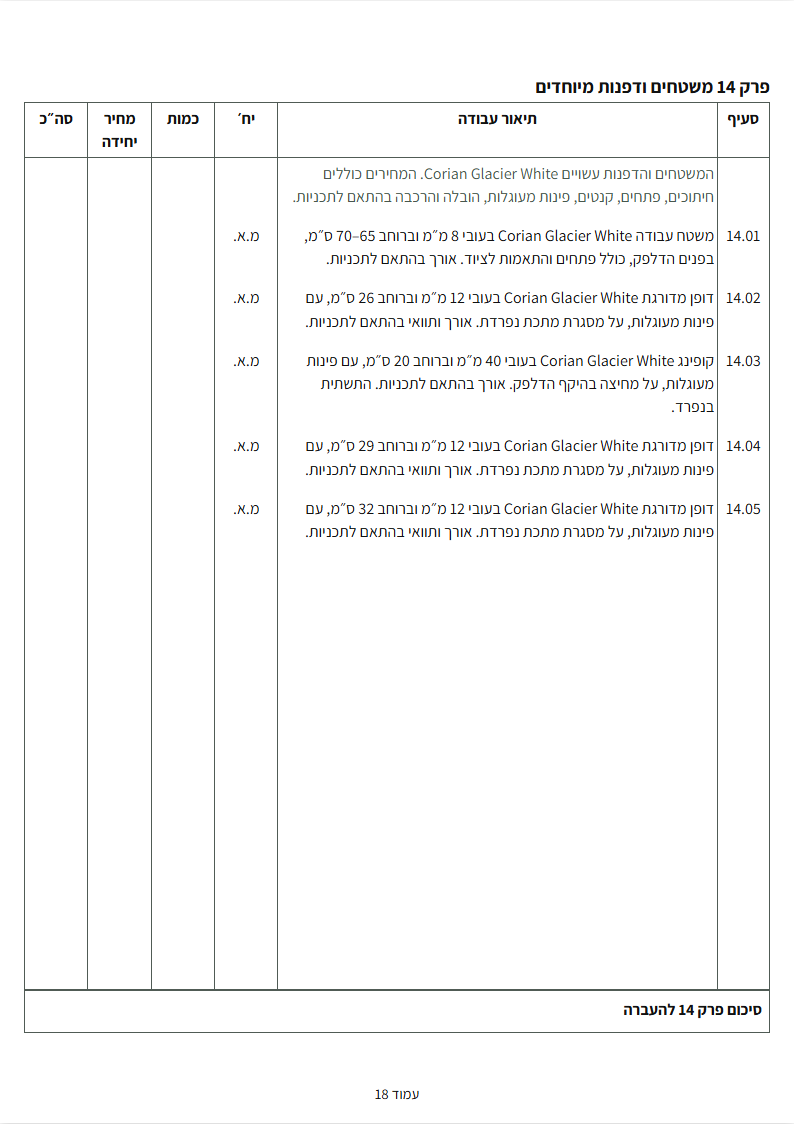 פרק 14 משטחים ודפנות מיוחדים
סעיף תיאור עבודה יח׳ כמות מחיר יחידה סה״כ
המשטחים והדפנות עשויים Corian Glacier White. המחירים כוללים
חיתוכים, פתחים, קנטים, פינות מעוגלות, הובלה והרכבה בהתאם לתכניות.
14.01 משטח עבודה Corian Glacier White בעובי 8 מ״מ וברוחב 65–70 ס״מ, מ.א.
בפנים הדלפק, כולל פתחים והתאמות לציוד. אורך בהתאם לתכניות.
14.02 דופן מדורגת Corian Glacier White בעובי 12 מ״מ וברוחב 26 ס״מ, עם מ.א.
פינות מעוגלות, על מסגרת מתכת נפרדת. אורך ותוואי בהתאם לתכניות.
14.03 קופינג Corian Glacier White בעובי 40 מ״מ וברוחב 20 ס״מ, עם פינות מ.א.
מעוגלות, על מחיצה בהיקף הדלפק. אורך בהתאם לתכניות. התשתית
בנפרד.
14.04 דופן מדורגת Corian Glacier White בעובי 12 מ״מ וברוחב 29 ס״מ, עם מ.א.
פינות מעוגלות, על מסגרת מתכת נפרדת. אורך ותוואי בהתאם לתכניות.
14.05 דופן מדורגת Corian Glacier White בעובי 12 מ״מ וברוחב 32 ס״מ, עם מ.א.
פינות מעוגלות, על מסגרת מתכת נפרדת. אורך ותוואי בהתאם לתכניות.
סיכום פרק 14 להעברה
עמוד 18